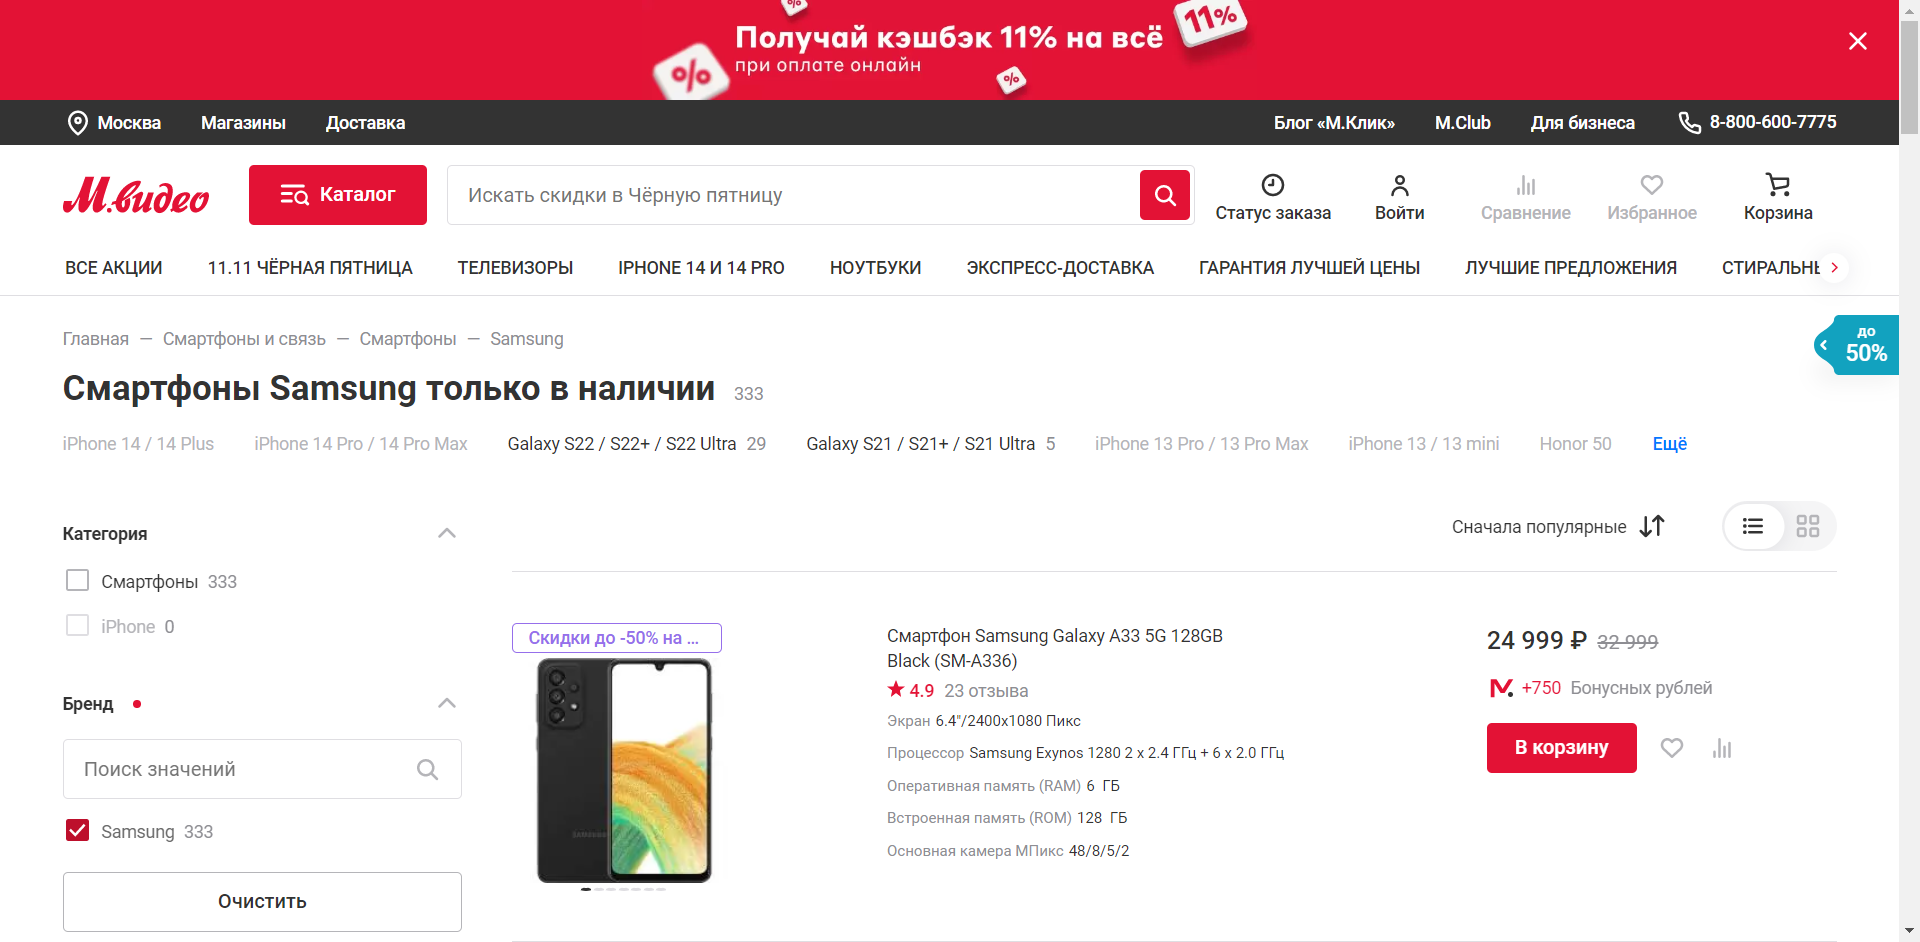 %
Получай кэшбэк 11% на всё
11%
при оплате онлайн
%
%
Москва
Магазины
Доставка
Блог «М.Клик»
M.Club
Для бизнеса
8-800-600-7775
М.видео
Каталог
Искать скидки в Чёрную пятницу
Статус заказа
Войти
Сравнение
Избранное
Корзина
ВСЕ АКЦИИ
11.11 ЧЁРНАЯ ПЯТНИЦА
ТЕЛЕВИЗОРЫ
IPHONE 14 И 14 PRO
НОУТБУКИ
ЭКСПРЕСС-ДОСТАВКА
ГАРАНТИЯ ЛУЧШЕЙ ЦЕНЫ
ЛУЧШИЕ ПРЕДЛОЖЕНИЯ
СТИРАЛЬНЫ
до
50%
Главная — Смартфоны и связь — Смартфоны — Samsung
Смартфоны Samsung только в наличии 333
iPhone 14 / 14 Plus
iPhone 14 Pro / 14 Pro Max
Galaxy S22 / S22+ / S22 Ultra 29
Galaxy S21 / S21+ / S21 Ultra 5
iPhone 13 Pro / 13 Pro Max
iPhone 13 / 13 mini
Honor 50
Ещё
Категория
Смартфоны 333
iPhone 0
Бренд
Поиск значений
Samsung 333
Очистить
Сначала популярные
Скидки до -50% на ...
SAMSUNG
Смартфон Samsung Galaxy A33 5G 128GB
Black (SM-A336)
4.9 23 отзыва
Экран 6.4"/2400x1080 Пикс
Процессор Samsung Exynos 1280 2 x 2.4 ГГц + 6 x 2.0 ГГц
Оперативная память (RAM) 6 ГБ
Встроенная память (ROM) 128 ГБ
Основная камера МПикс 48/8/5/2
24 999 ₽ 32 999
+750 Бонусных рублей
В корзину